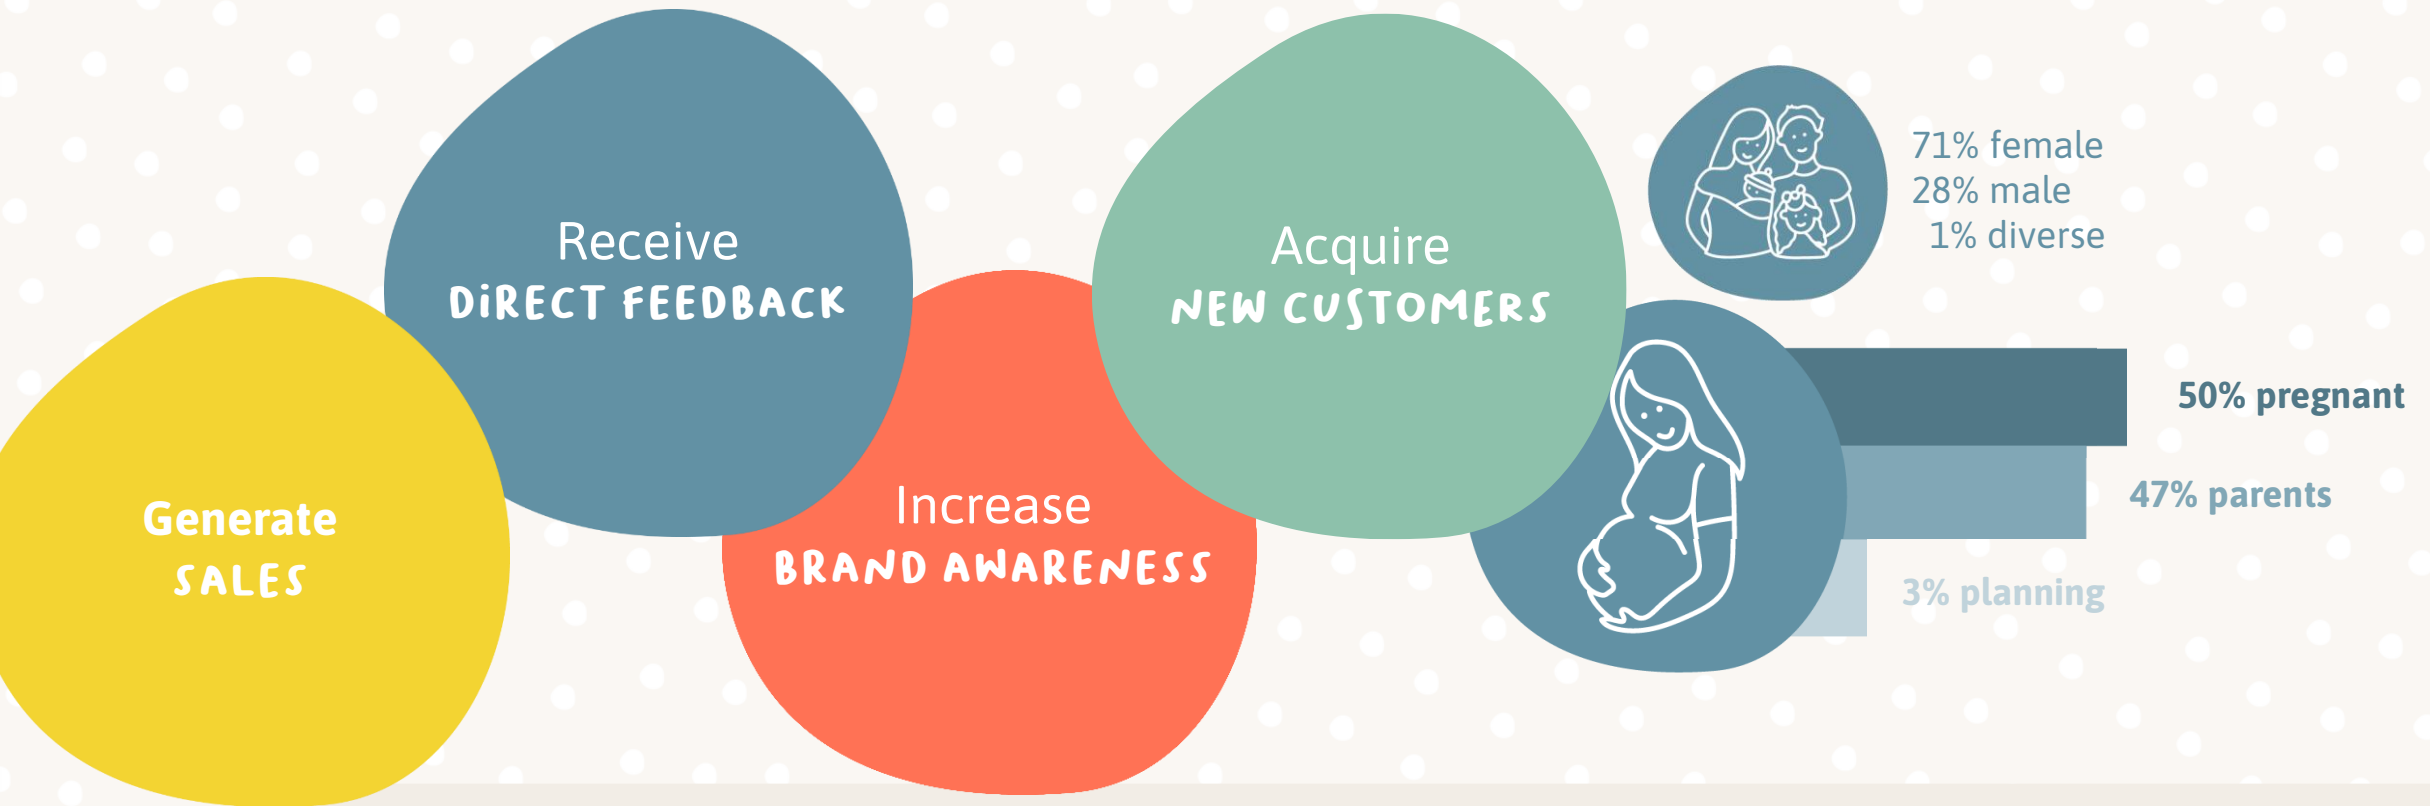 Generate
SALES
Receive
DiRECT FEEDBACK
Increase
BRAND AWARENESS
Acquire
NEW CUSTOMERS
71% female
28% male
1% diverse
50% pregnant
47% parents
3% planning